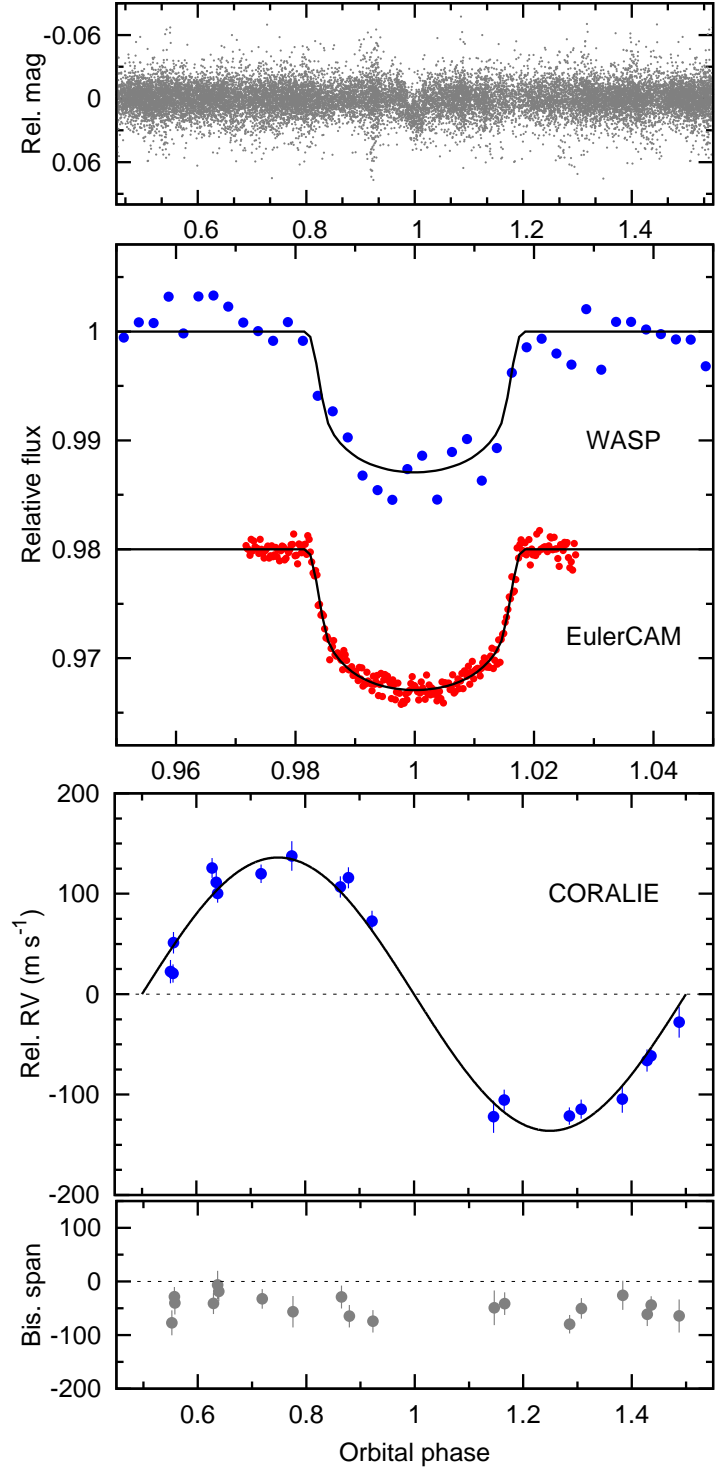 -0.06
0
0.06
Rel. mag
0.6 0.8 1 1.2 1.4
1
0.99
0.98
0.97
Relative flux
WASP
EulerCAM
0.96 0.98 1 1.02 1.04
200
100
0
-100
-200
Rel. RV (m s⁻¹)
CORALIE
100
0
-100
-200
Bis. span
0.6 0.8 1 1.2 1.4
Orbital phase